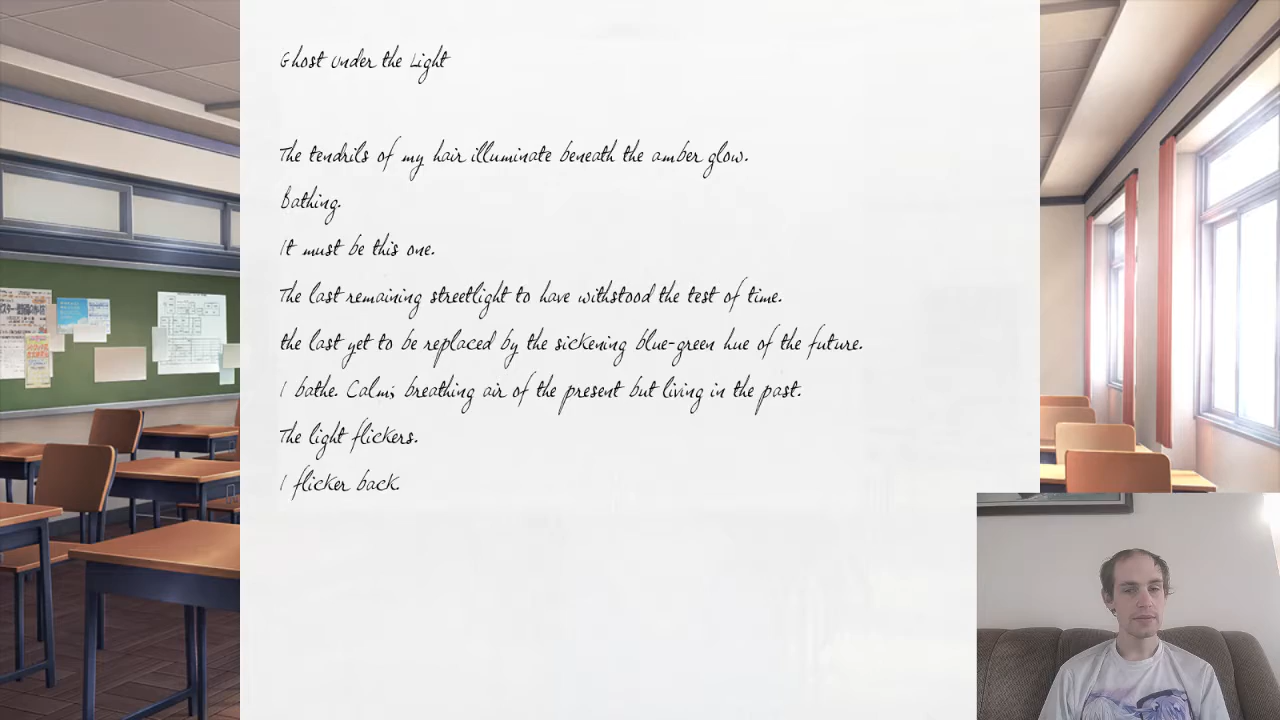 Ghost Under the Light
The tendrils of my hair illuminate beneath the amber glow.
Bathing.
It must be this one.
The last remaining streetlight to have withstood the test of time.
the last yet to be replaced by the sickening blue-green hue of the future.
I bathe. Calm; breathing air of the present but living in the past.
The light flickers.
I flicker back.